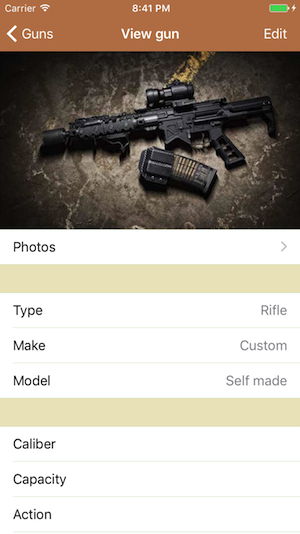 Carrier 8:41 PM
Guns View gun Edit
Photos
Type Rifle
Make Custom
Model Self made
Caliber
Capacity
Action